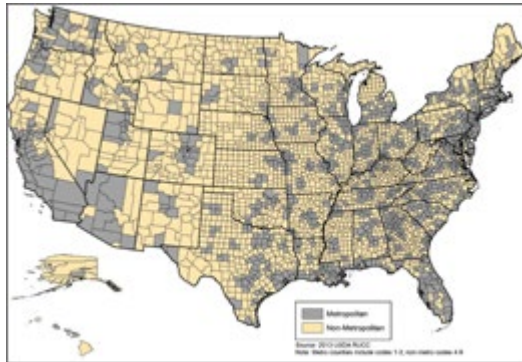 Metropolitan
Non-Metropolitan
Source: 2013 USDA RUCC
Note: Metro counties include codes 1-3, non-metro codes 4-9